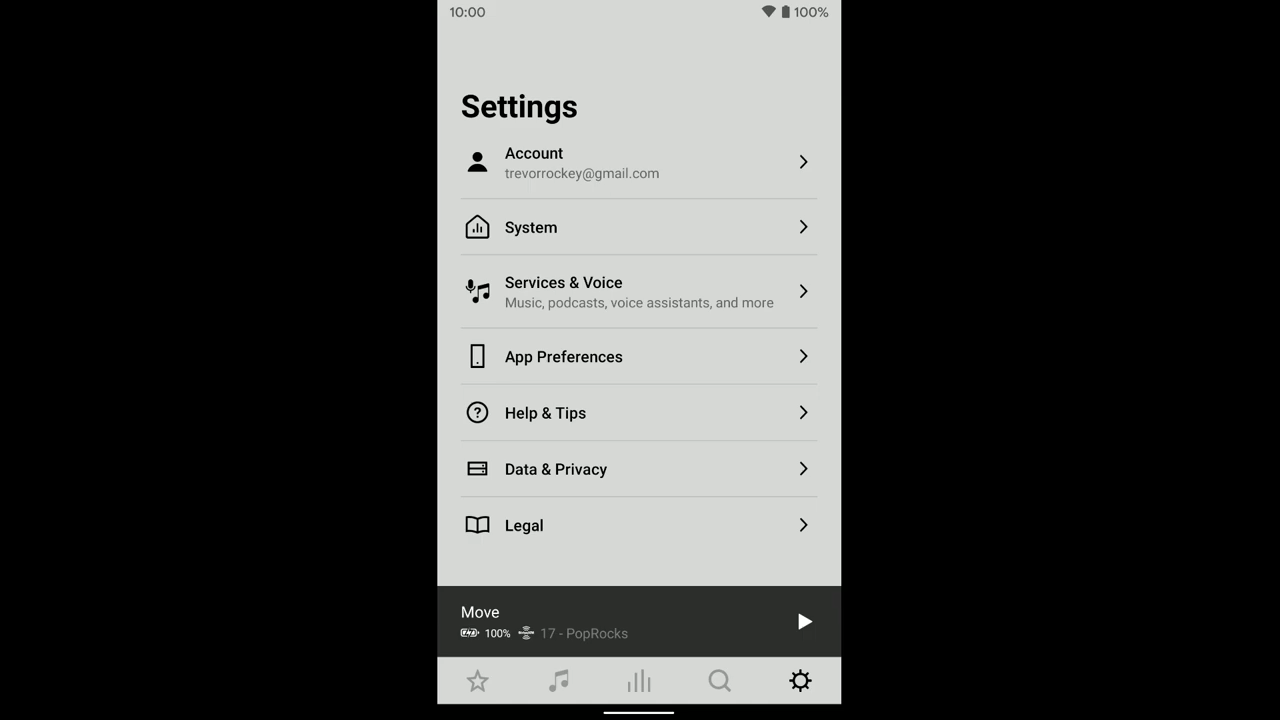 10:00
100%
Settings
Account
trevorrockey@gmail.com
System
Services & Voice
Music, podcasts, voice assistants, and more
App Preferences
Help & Tips
Data & Privacy
Legal
Move
100% 17 - PopRocks